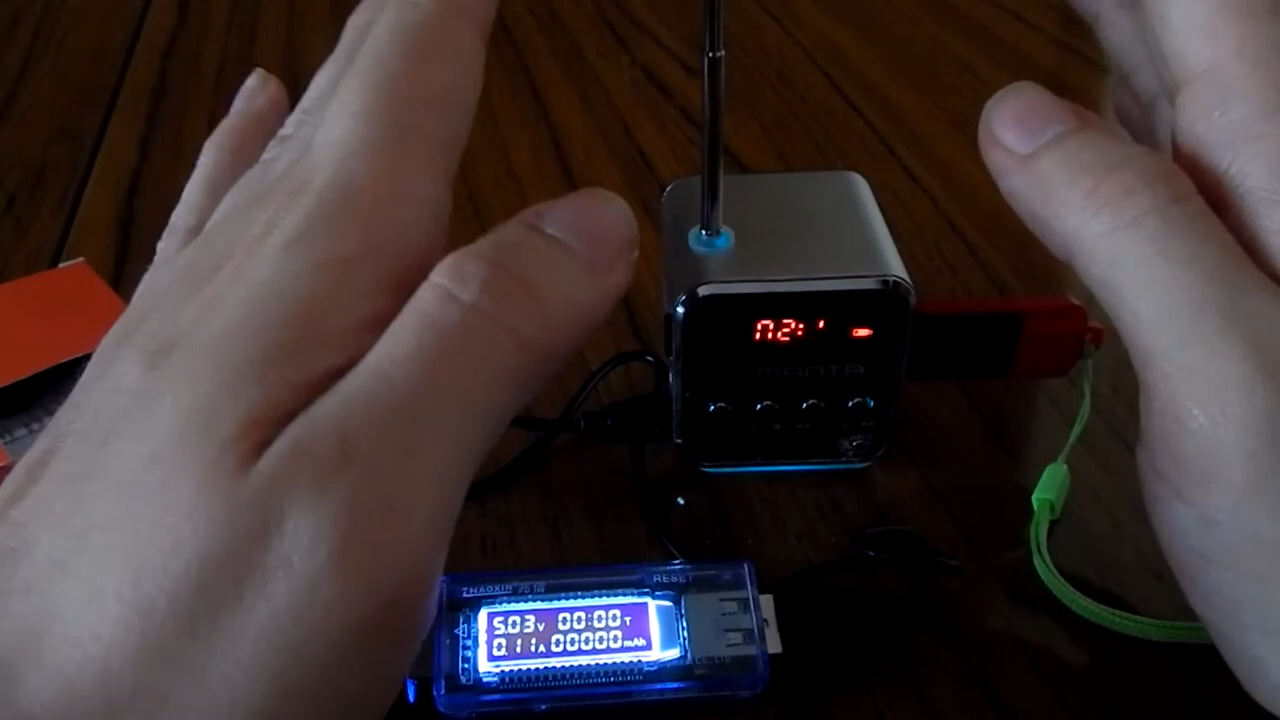 MANTA
ZHAOXIN
RESET
5.03V 00:00T
0.11A 00000mAh